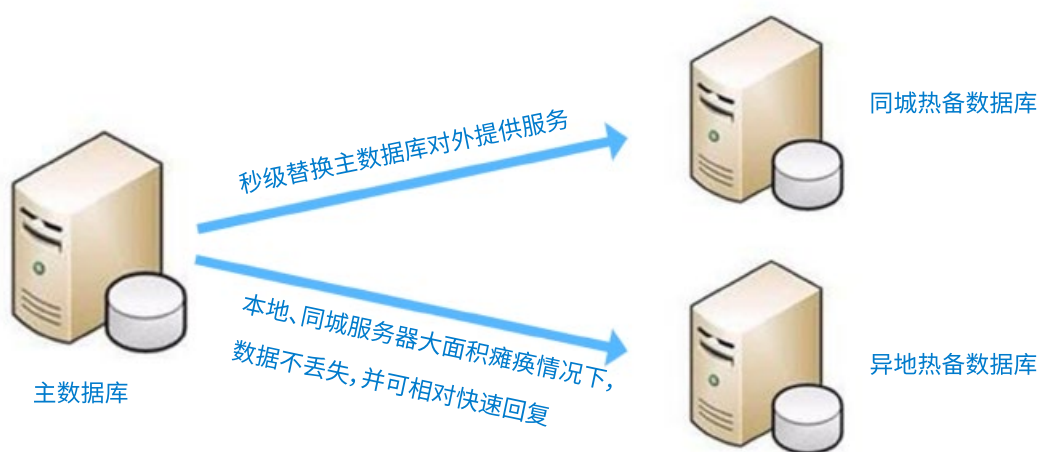 同城热备数据库
秒级替换主数据库对外提供服务
本地、同城服务器大面积瘫痪情况下,
数据不丢失,并可相对快速回复
异地热备数据库
主数据库